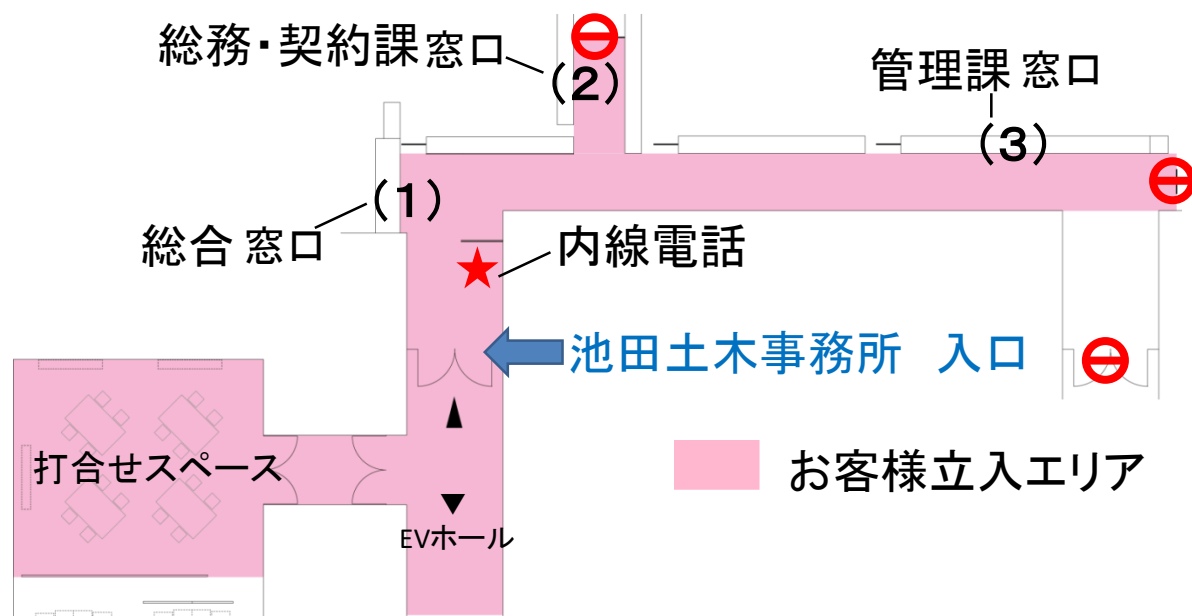 総務・契約課 窓口
(2)
管理課 窓口
(3)
(1)
総合 窓口
内線電話
池田土木事務所 入口
打合せスペース
お客様立入エリア
EVホール